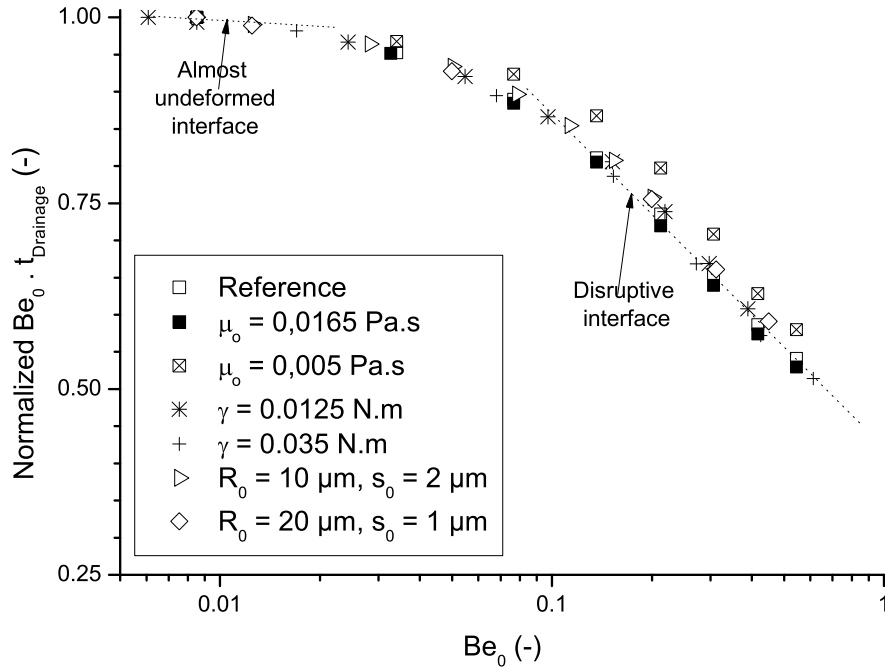 1.00
0.75
0.50
0.25
Normalized Be₀ · t_Drainage (-)
Almost
undeformed
interface
Disruptive
interface
Reference
μₒ = 0,0165 Pa.s
μₒ = 0,005 Pa.s
γ = 0.0125 N.m
γ = 0.035 N.m
R₀ = 10 μm, s₀ = 2 μm
R₀ = 20 μm, s₀ = 1 μm
0.01 0.1 1
Be₀ (-)